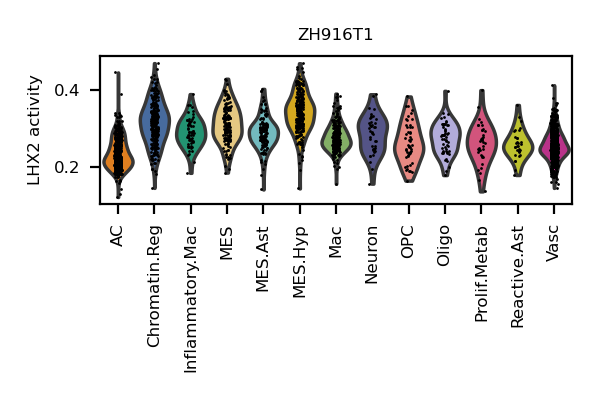 ZH916T1
LHX2 activity
0.4
0.2
AC
Chromatin.Reg
Inflammatory.Mac
MES
MES.Ast
MES.Hyp
Mac
Neuron
OPC
Oligo
Prolif.Metab
Reactive.Ast
Vasc